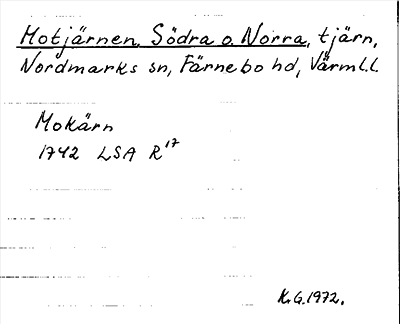 Motjärnen, Södra o. Norra, tjärn,
Nordmarks sn, Färnebo hd, Värml.l.
Mokärn
1742 LSA R17
K.G.1972.